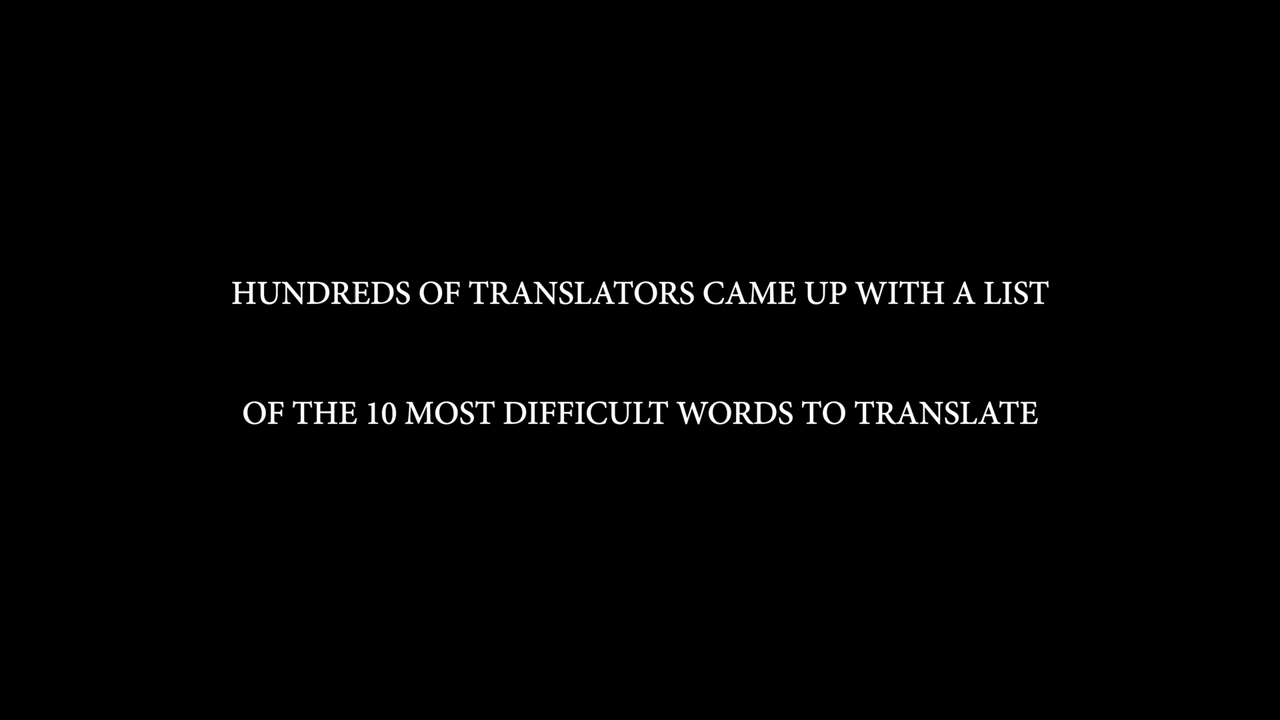 HUNDREDS OF TRANSLATORS CAME UP WITH A LIST
OF THE 10 MOST DIFFICULT WORDS TO TRANSLATE